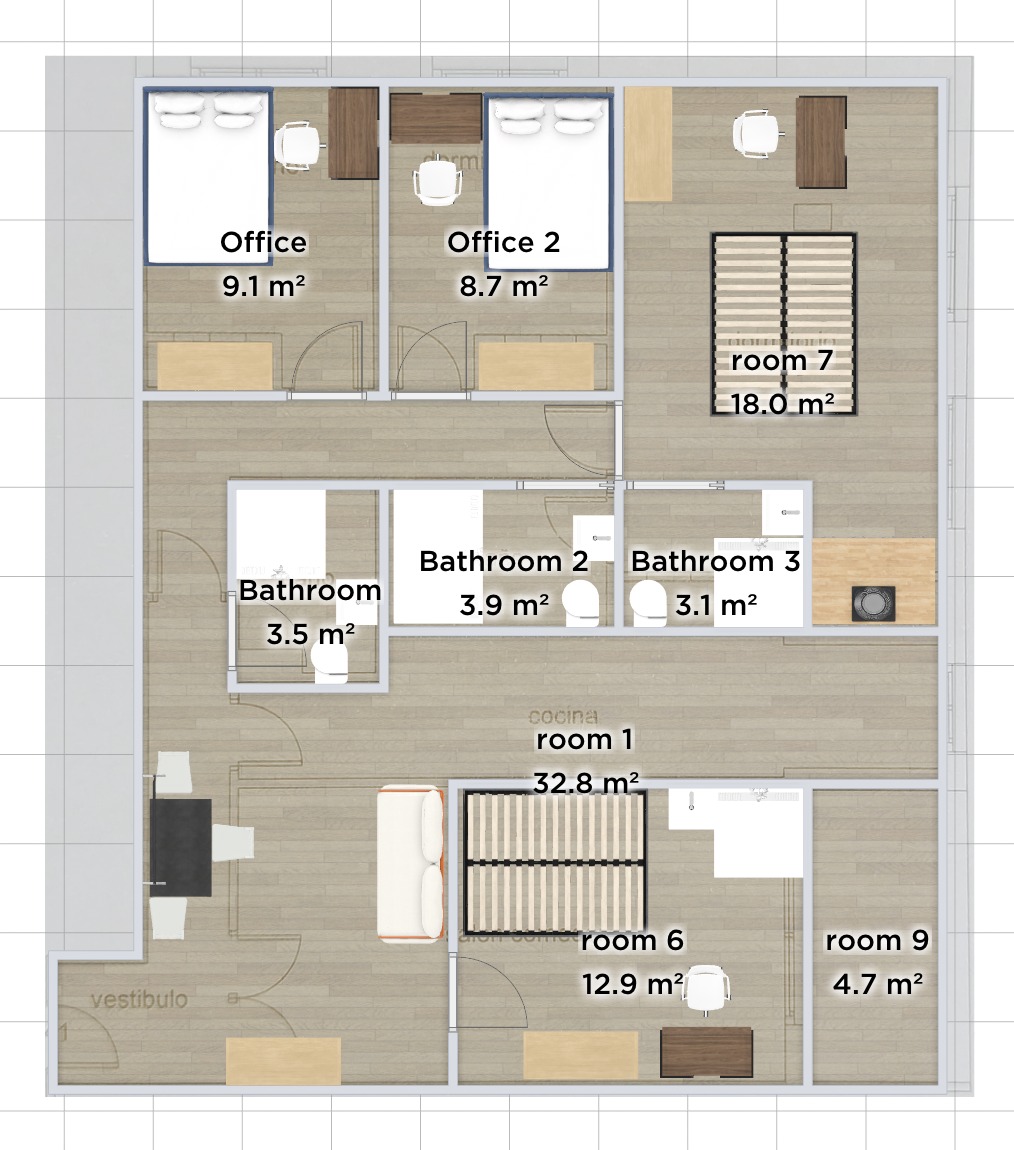 Office
9.1 m²
Office 2
8.7 m²
room 7
18.0 m²
Bathroom
3.5 m²
Bathroom 2
3.9 m²
Bathroom 3
3.1 m²
cocina
room 1
32.8 m²
room 6
12.9 m²
room 9
4.7 m²
vestibulo